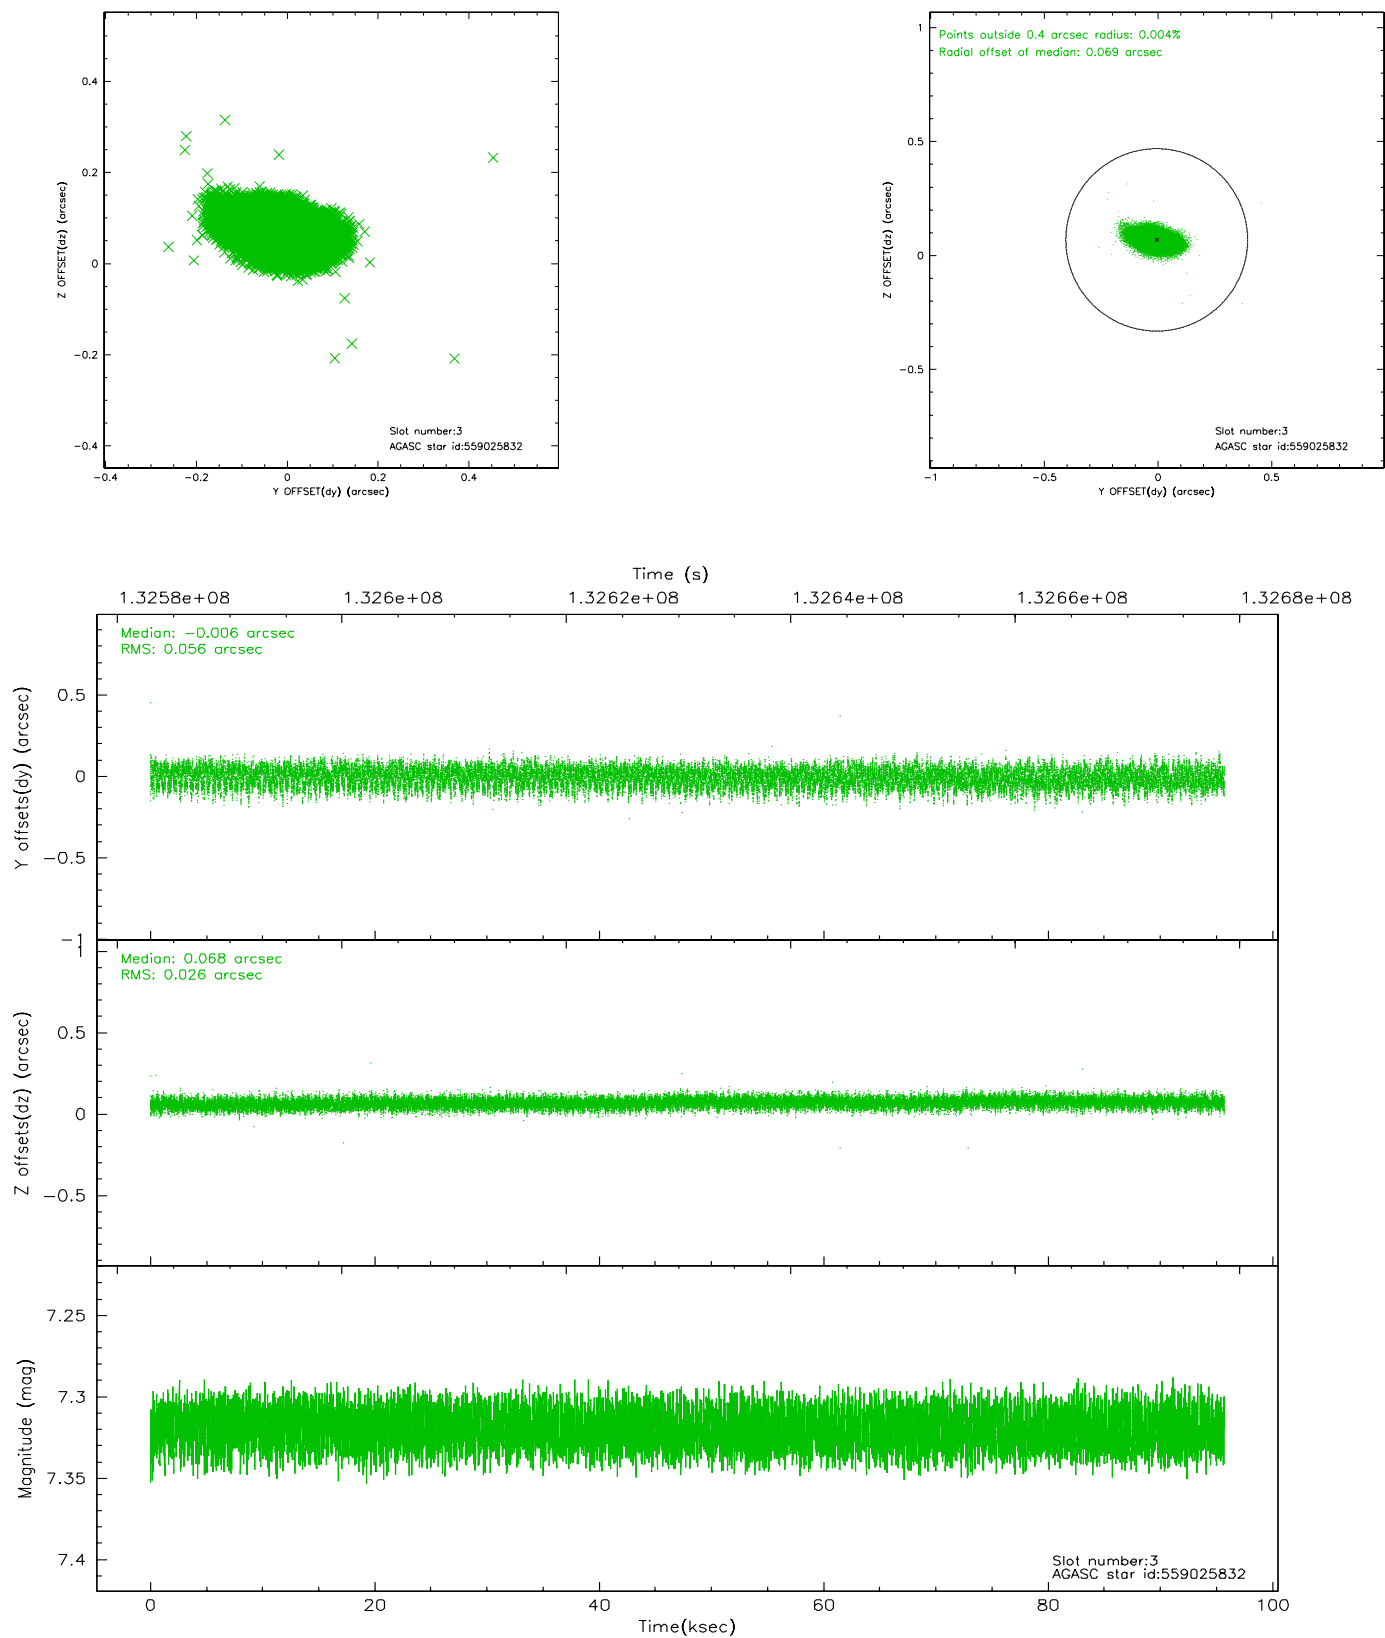 0.4
0.2
0
−0.2
−0.4
Z OFFSET(dz) (arcsec)
Slot number:3
AGASC star id:559025832
−0.4 −0.2 0 0.2 0.4
Y OFFSET(dy) (arcsec)
Points outside 0.4 arcsec radius: 0.004%
Radial offset of median: 0.069 arcsec
1
0.5
0
−0.5
Z OFFSET(dz) (arcsec)
Slot number:3
AGASC star id:559025832
−1 −0.5 0 0.5
Y OFFSET(dy) (arcsec)
Time (s)
1.3258e+08 1.326e+08 1.3262e+08 1.3264e+08 1.3266e+08 1.3268e+08
Median: −0.006 arcsec
RMS: 0.056 arcsec
0.5
0
−0.5
−1
Y offsets(dy) (arcsec)
Median: 0.068 arcsec
RMS: 0.026 arcsec
1
0.5
0
−0.5
Z offsets(dz) (arcsec)
7.25
7.3
7.35
7.4
Magnitude (mag)
Slot number:3
AGASC star id:559025832
0 20 40 60 80 100
Time(ksec)